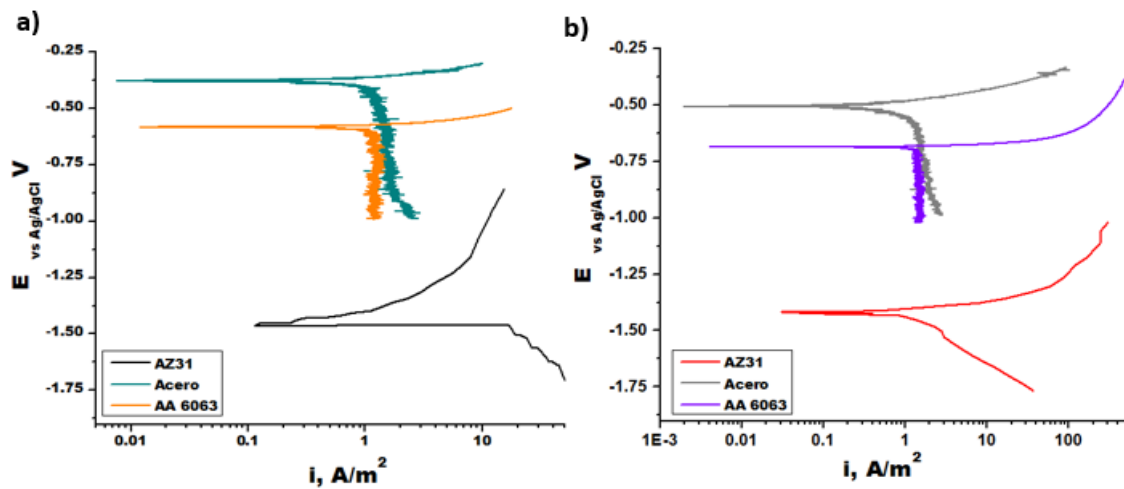 a)
-0.25
-0.50
-0.75
-1.00
-1.25
-1.50
-1.75
E vs Ag/AgCl V
AZ31
Acero
AA 6063
0.01 0.1 1 10
i, A/m²
b)
-0.25
-0.50
-0.75
-1.00
-1.25
-1.50
-1.75
E vs Ag/AgCl V
AZ31
Acero
AA 6063
1E-3 0.01 0.1 1 10 100
i, A/m²